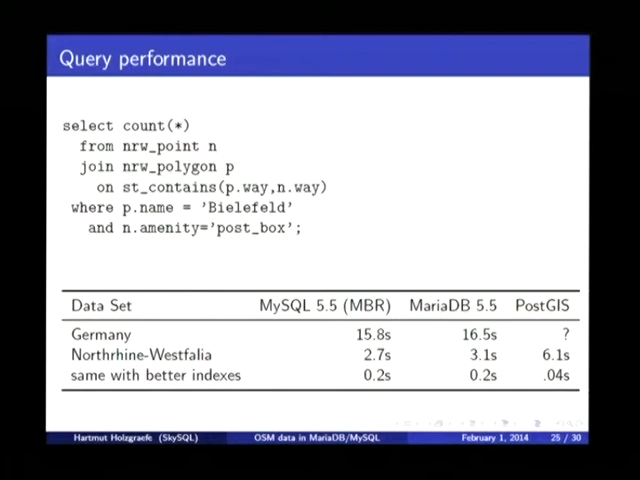 Query performance
select count(*)
from nrw_point n
join nrw_polygon p
on st_contains(p.way,n.way)
where p.name = 'Bielefeld'
and n.amenity='post_box';
Data Set MySQL 5.5 (MBR) MariaDB 5.5 PostGIS
Germany 15.8s 16.5s ?
Northrhine-Westfalia 2.7s 3.1s 6.1s
same with better indexes 0.2s 0.2s .04s
Hartmut Holzgraefe (SkySQL) OSM data in MariaDB/MySQL February 1, 2014 25 / 30